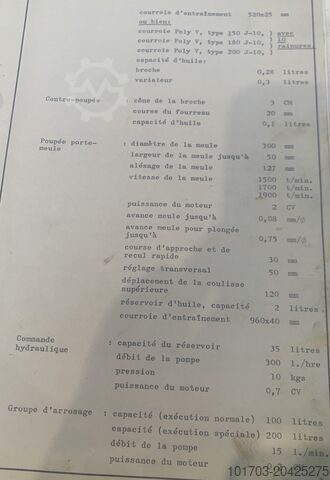 courroie d'entraînement 520x25 mm
ou bien:
courroie Poly V, type 150 J-10, ) avec
courroie Poly V, type 180 J-10, ) 10
courroie Poly V, type 200 J-10, ) rainures.
capacité d'huile:
broche 0,28 litres
variateur 0,3 litres
Contre-poupée : cône de la broche 3 CM
course du fourreau 20 mm
capacité d'huile 0,1 litres
Poupée porte-meule : diamètre de la meule 300 mm
largeur de la meule jusqu'à 50 mm
alésage de la meule 127 mm
vitesse de la meule 1500 t/min.
1700 t/min.
1900 t/min.
puissance du moteur 2 CV
avance meule jusqu'à 0,08 mm/∅
avance meule pour plongée
jusqu'à 0,75 mm/∅
course d'approche et de
recul rapide 30 mm
réglage transversal 50 mm
déplacement de la coulisse
supérieure 120 mm
réservoir d'huile, capacité 2 litres
courroie d'entraînement 960x40 mm
Commande
hydraulique : capacité du réservoir 35 litres
débit de la pompe 300 l./hre
pression 10 kgs
puissance du moteur 0,7 CV
Groupe d'arrosage : capacité (exécution normale) 100 litres
capacité (exécution spéciale) 200 litres
débit de la pompe 15 l./min.
puissance du moteur
101703-20425275